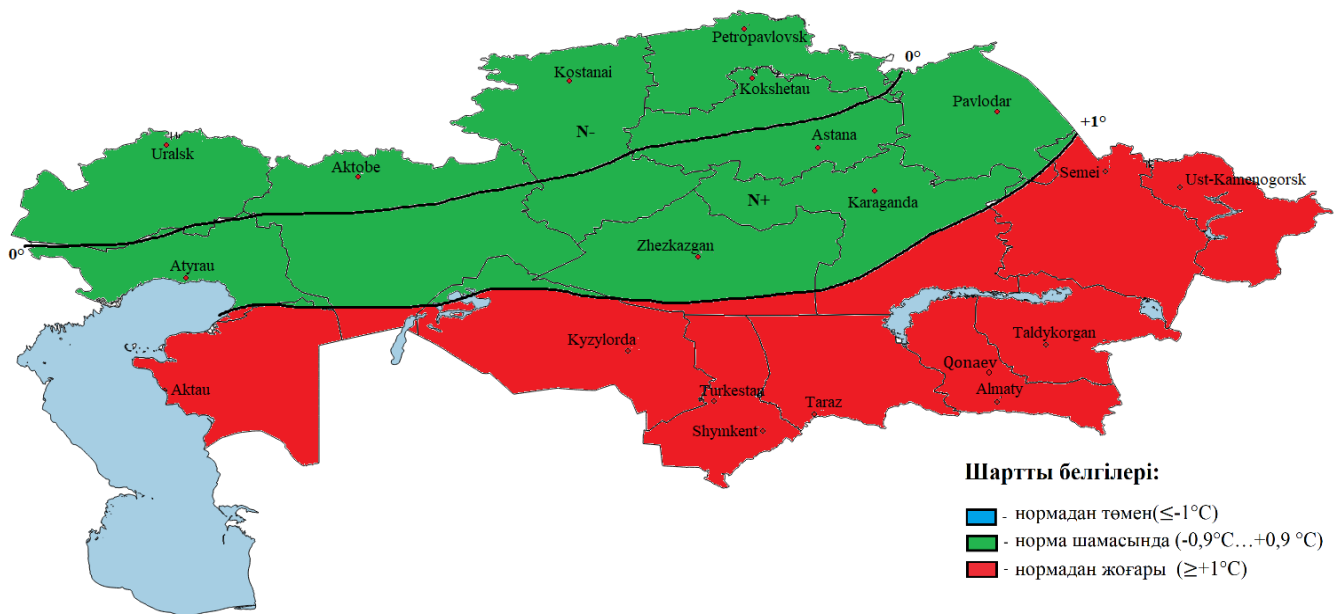 Petropavlovsk
0°
Kostanai
Kokshetau
Pavlodar
+1°
N-
Astana
Uralsk
Aktobe
Semei
Ust-Kamenogorsk
N+
Karaganda
0°
Zhezkazgan
Atyrau
Kyzylorda
Taldykorgan
Qonaev
Aktau
Turkestan
Taraz
Almaty
Shymkent
Шартты белгілері:
- нормадан төмен(≤-1°C)
- норма шамасында (-0,9°C…+0,9 °C)
- нормадан жоғары (≥+1°C)